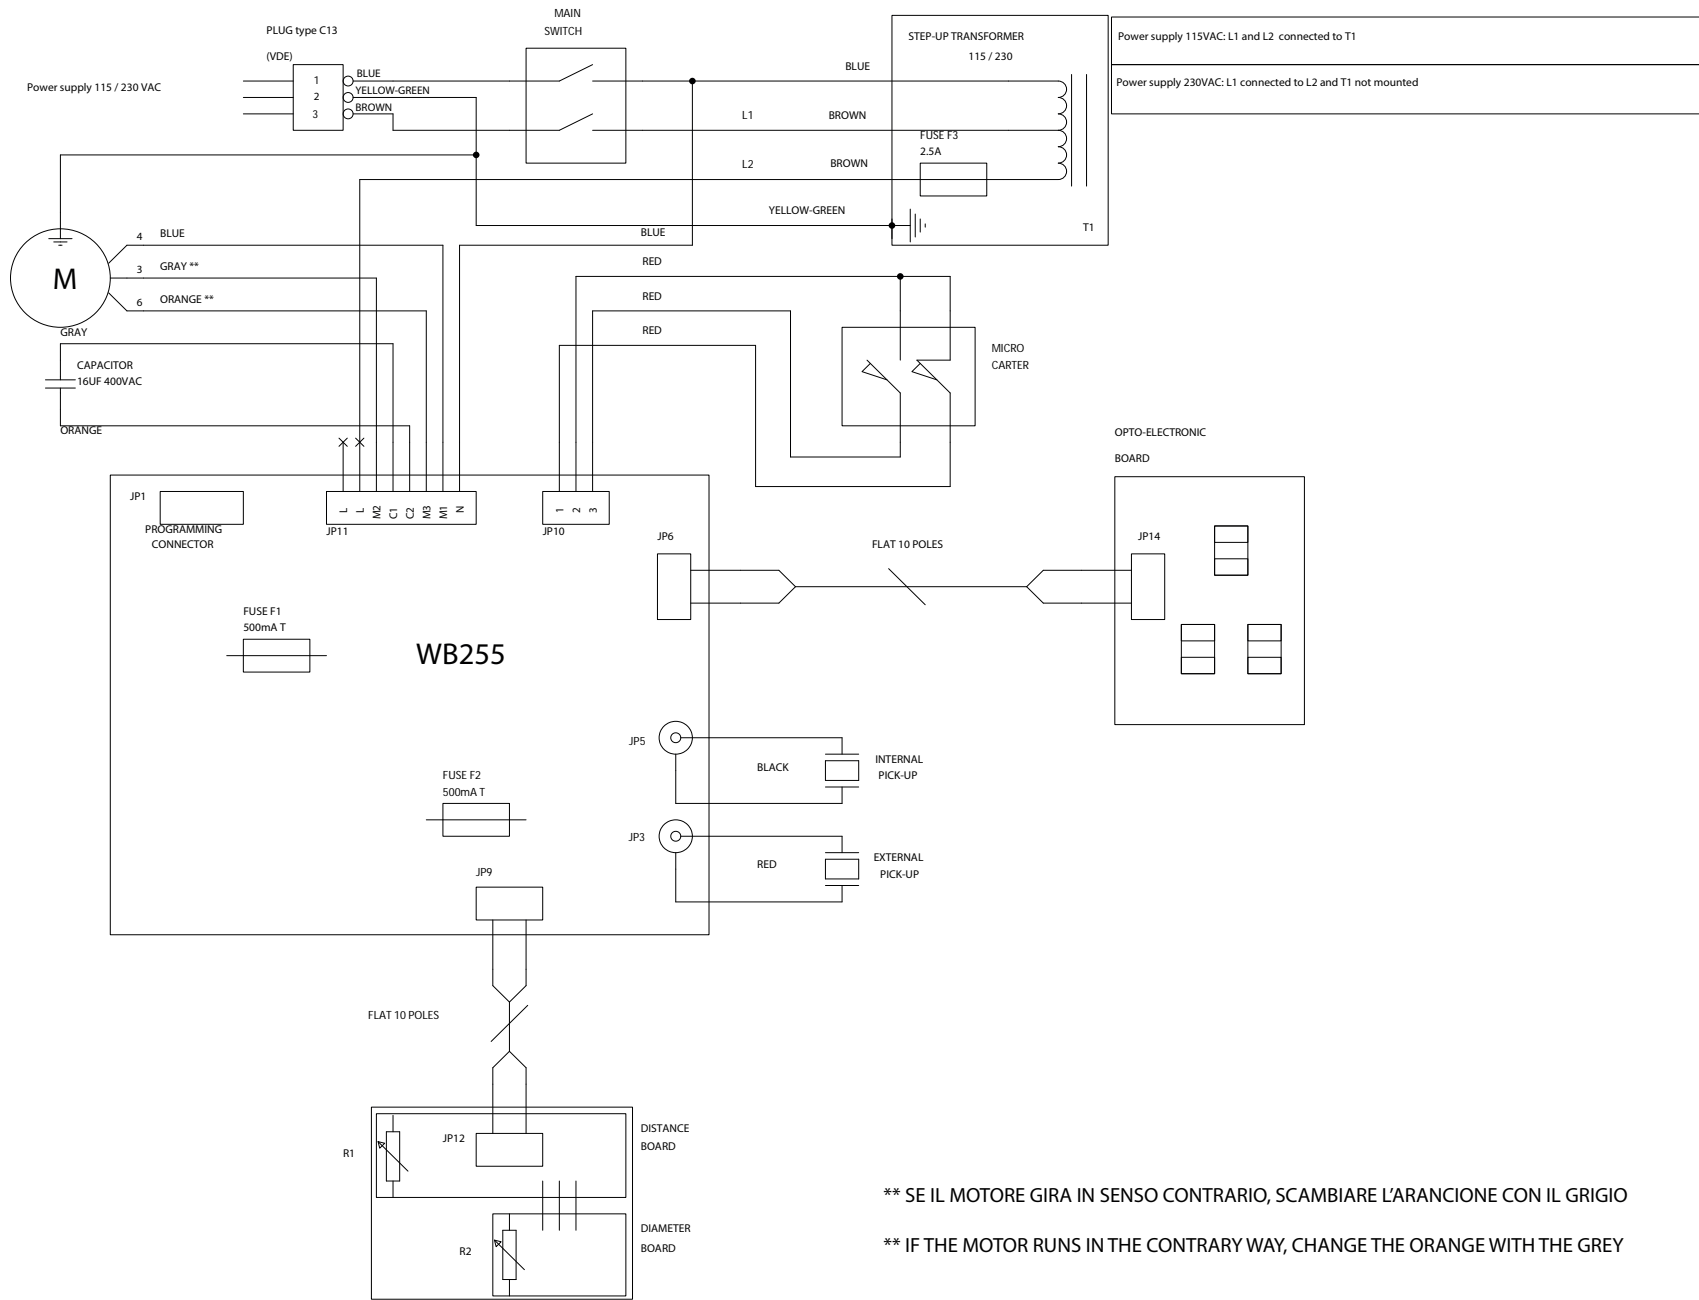 MAIN
SWITCH
PLUG type C13
(VDE)
Power supply 115 / 230 VAC
1
2
3
BLUE
YELLOW-GREEN
BROWN
STEP-UP TRANSFORMER
115 / 230
BLUE
L1
BROWN
FUSE F3
2.5A
L2
BROWN
YELLOW-GREEN
T1
BLUE
Power supply 115VAC: L1 and L2 connected to T1
Power supply 230VAC: L1 connected to L2 and T1 not mounted
M
4
BLUE
3
GRAY **
6
ORANGE **
GRAY
CAPACITOR
16UF 400VAC
ORANGE
RED
RED
RED
MICRO
CARTER
OPTO-ELECTRONIC
BOARD
JP1
PROGRAMMING
CONNECTOR
L
L
M2
C1
C2
M3
M1
N
JP11
1
2
3
JP10
JP6
FLAT 10 POLES
JP14
FUSE F1
500mA T
WB255
JP5
BLACK
INTERNAL
PICK-UP
FUSE F2
500mA T
JP3
RED
EXTERNAL
PICK-UP
JP9
FLAT 10 POLES
R1
JP12
DISTANCE
BOARD
R2
DIAMETER
BOARD
** SE IL MOTORE GIRA IN SENSO CONTRARIO, SCAMBIARE L'ARANCIONE CON IL GRIGIO
** IF THE MOTOR RUNS IN THE CONTRARY WAY, CHANGE THE ORANGE WITH THE GREY